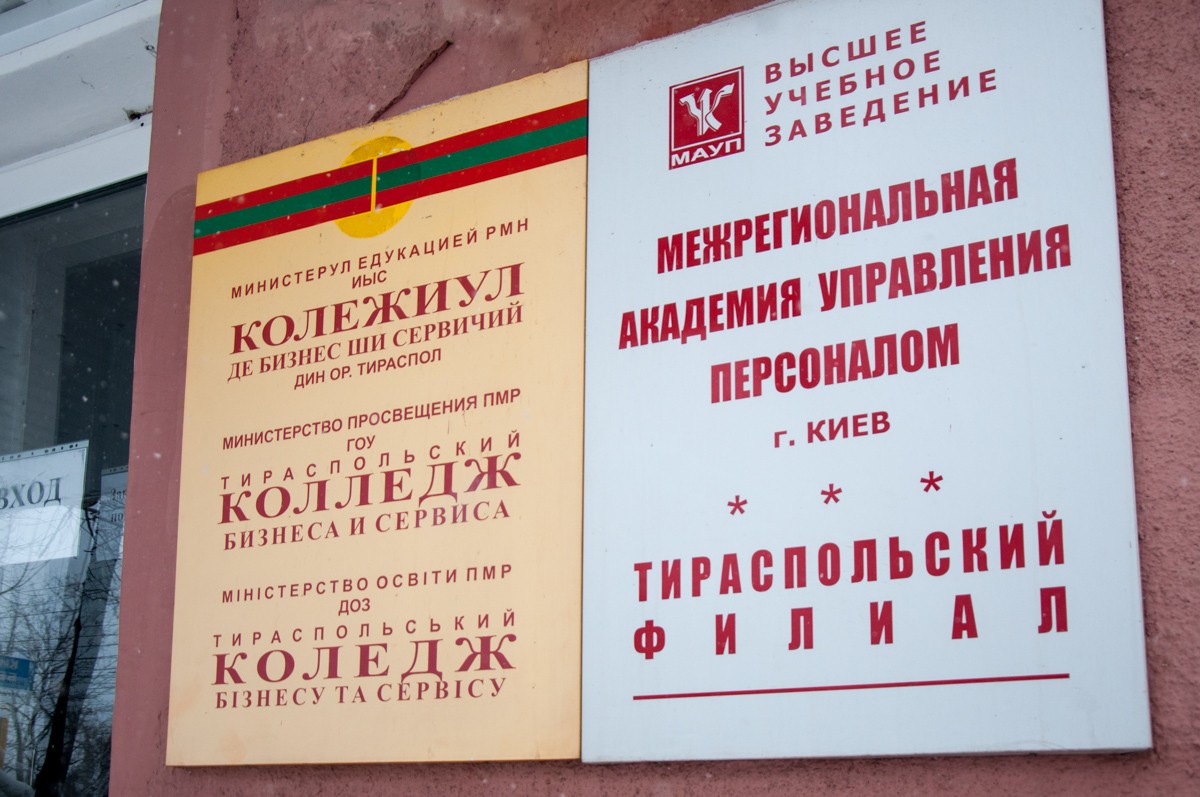 МИНИСТЕРУЛ ЕДУКАЦИЕЙ РМН
ИЫС
КОЛЕЖИУЛ
ДЕ БИЗНЕС ШИ СЕРВИЧИЙ
ДИН ОР. ТИРАСПОЛ
МИНИСТЕРСТВО ПРОСВЕЩЕНИЯ ПМР
ГОУ
ТИРАСПОЛЬСКИЙ
КОЛЛЕДЖ
БИЗНЕСА И СЕРВИСА
МІНІСТЕРСТВО ОСВІТИ ПМР
ДОЗ
ТИРАСПОЛЬСЬКИЙ
КОЛЕДЖ
БІЗНЕСУ ТА СЕРВІСУ
МАУП
ВЫСШЕЕ
УЧЕБНОЕ
ЗАВЕДЕНИЕ
МЕЖРЕГИОНАЛЬНАЯ
АКАДЕМИЯ УПРАВЛЕНИЯ
ПЕРСОНАЛОМ
г. КИЕВ
* * *
ТИРАСПОЛЬСКИЙ
ФИЛИАЛ
ВХОД